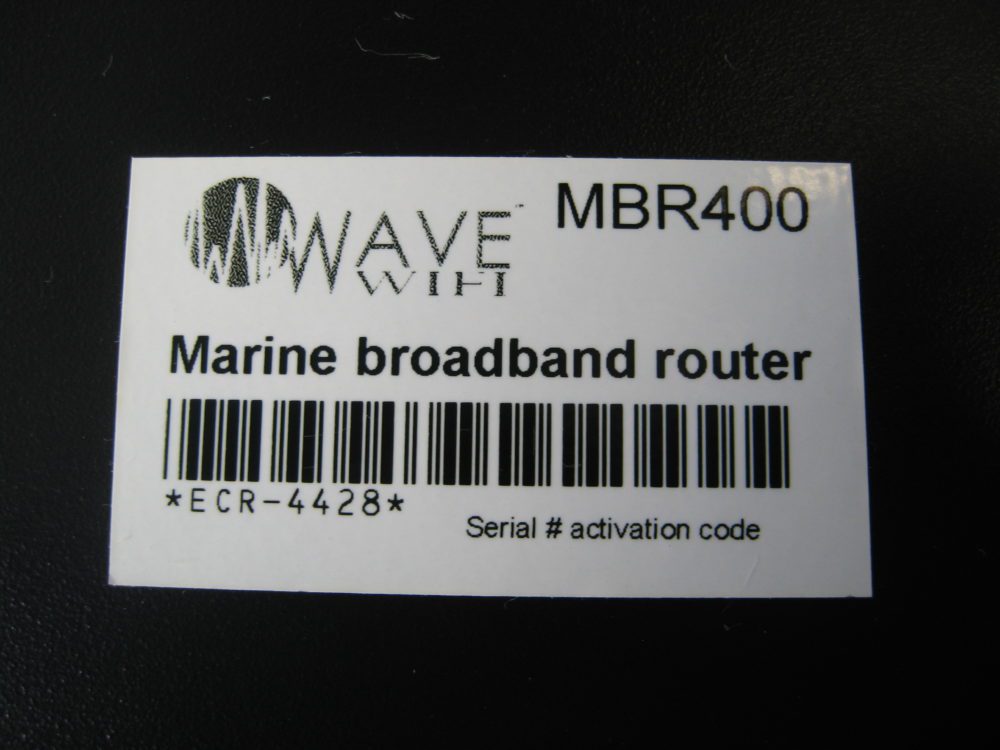 WAVE MBR400
WIFI
Marine broadband router
*ECR-4428*
Serial # activation code